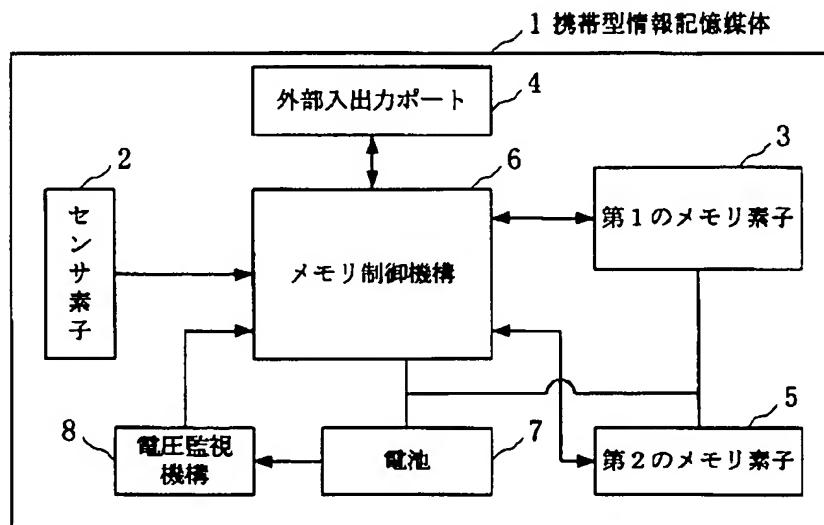 1 携帯型情報記憶媒体
外部入出力ポート
4
2
6
3
センサ素子
メモリ制御機構
第1のメモリ素子
8
電圧監視
機構
電池
7
5
第2のメモリ素子